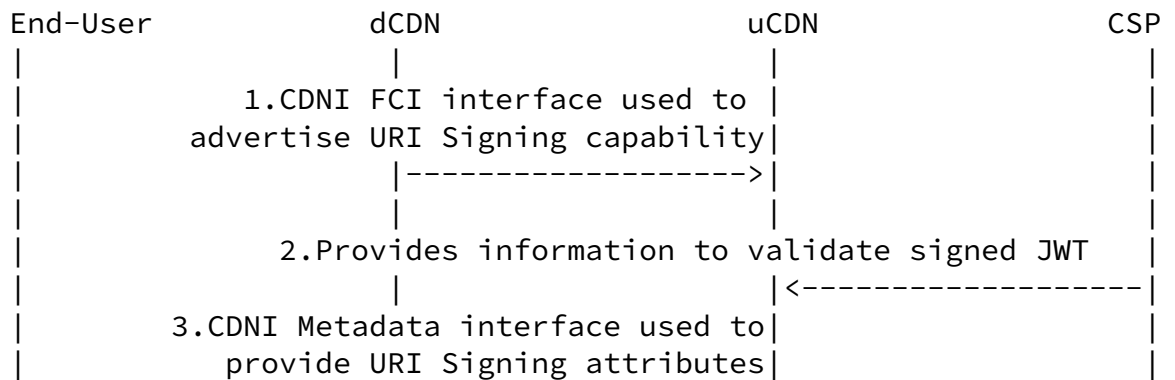 End-User dCDN uCDN CSP
| | | |
| 1.CDNI FCI interface used to | |
| advertise URI Signing capability| |
| |------------------->| |
| | | |
| 2.Provides information to validate signed JWT |
| | |<-------------------|
| 3.CDNI Metadata interface used to| |
| provide URI Signing attributes| |